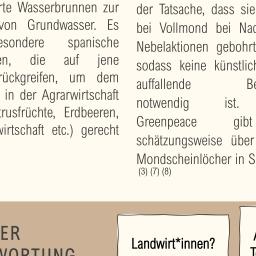 rte Wasserbrunnen zur
von Grundwasser. Es
esondere spanische
en, die auf jene
rückgreifen, um dem
in der Agrarwirtschaft
trusfrüchte, Erdbeeren,
wirtschaft etc.) gerecht
der Tatsache, dass sie
bei Vollmond bei Nac
Nebelaktionen gebohrt
sodass keine künstlic
auffallende Be
notwendig ist.
Greenpeace gibt
schätzungsweise über
Mondscheinlöcher in S
(3) (7) (8)
ER
WORTUNG
Landwirt*innen?